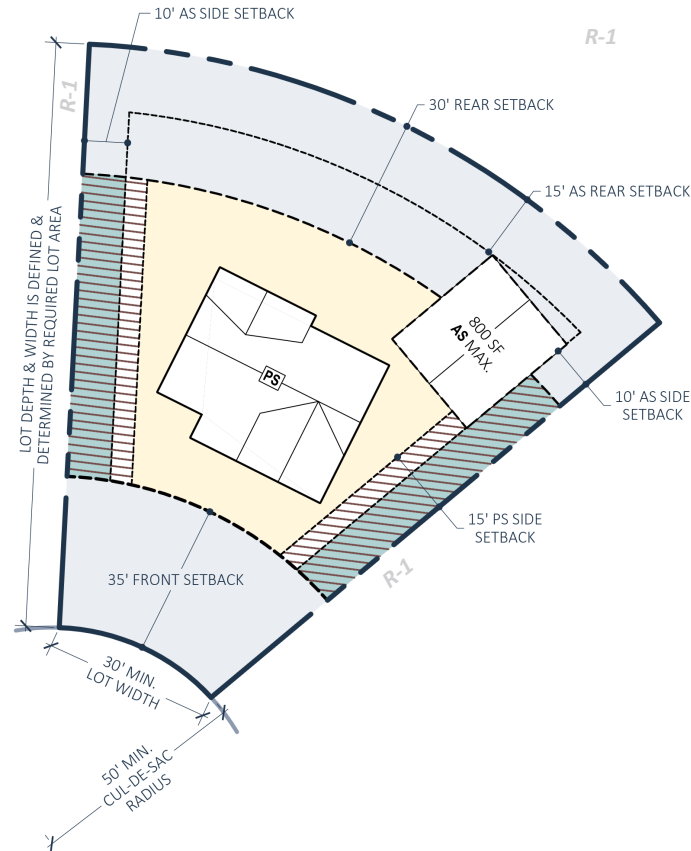 10' AS SIDE SETBACK
R-1
R-1
30' REAR SETBACK
15' AS REAR SETBACK
LOT DEPTH & WIDTH IS DEFINED &
DETERMINED BY REQUIRED LOT AREA
800 SF
AS MAX.
PS
10' AS SIDE
SETBACK
15' PS SIDE
SETBACK
R-1
35' FRONT SETBACK
30' MIN.
LOT WIDTH
50' MIN.
CUL-DE-SAC
RADIUS